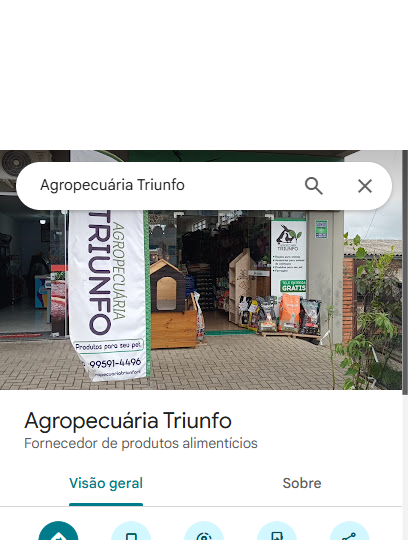 Agropecuária Triunfo
AGROPECUÁRIA
TRIUNFO
Produtos para seu pet
99591-4496
TRIUNFO
TELE ENTREGA
GRÁTIS
Agropecuária Triunfo
Fornecedor de produtos alimentícios
Visão geral
Sobre